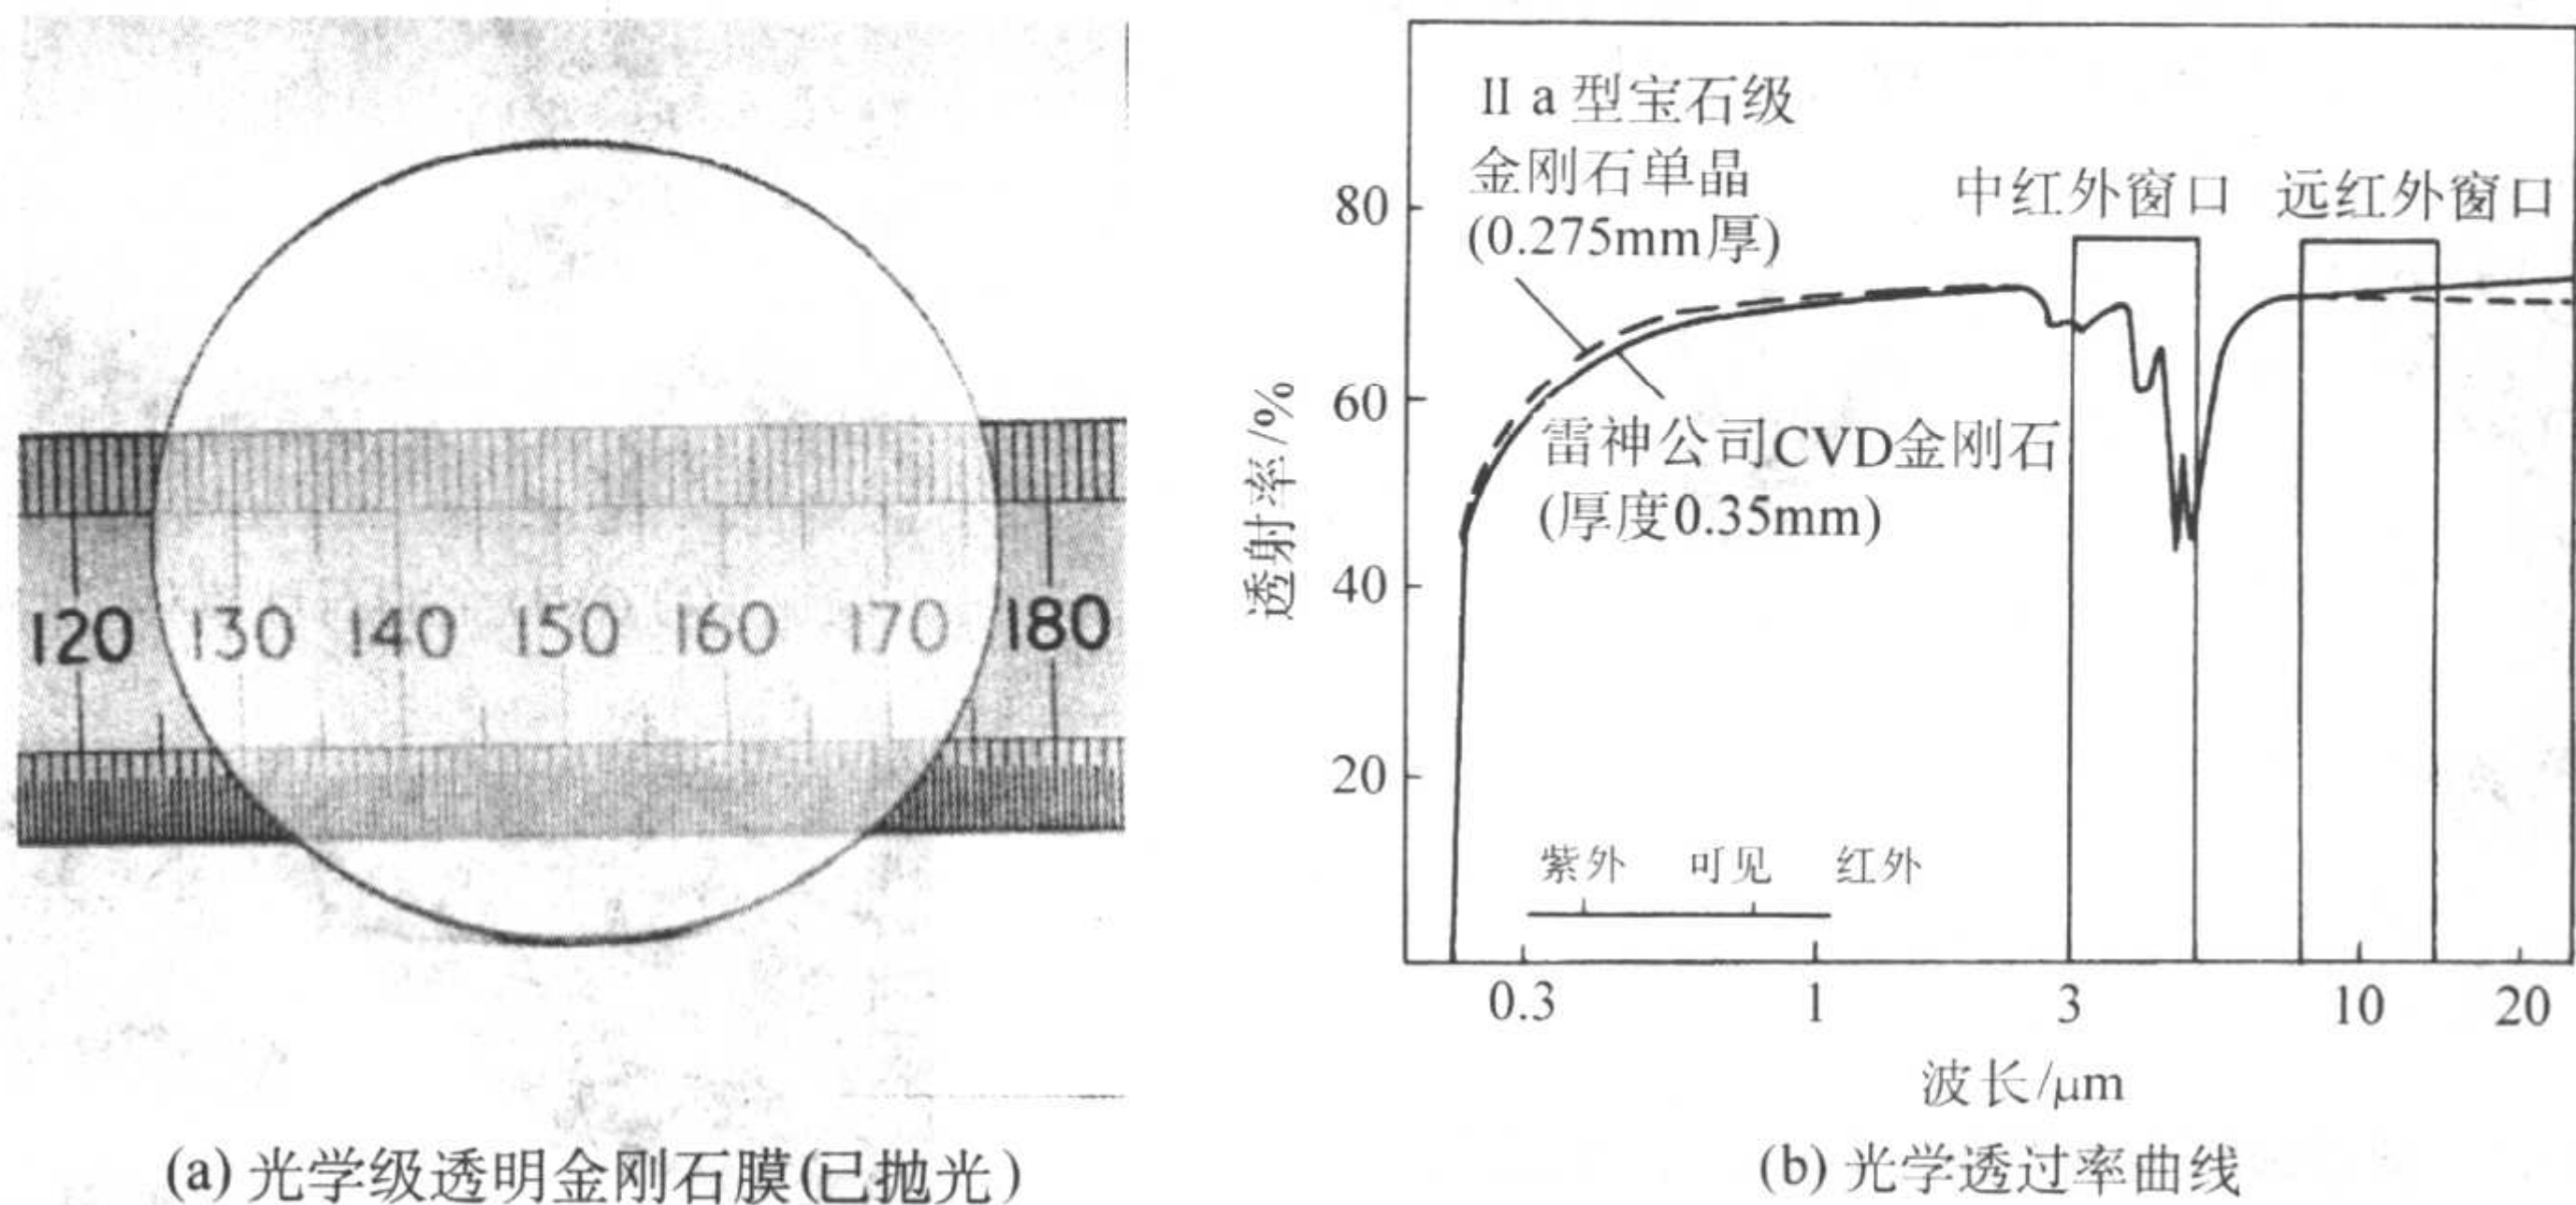 120 130 140 150 160 170 180
(a) 光学级透明金刚石膜(已抛光)
Ⅱ a 型宝石级
金刚石单晶
(0.275mm厚)
中红外窗口 远红外窗口
雷神公司CVD金刚石
(厚度0.35mm)
透射率/%
80
60
40
20
紫外 可见 红外
0.3 1 3 10 20
波长/μm
(b) 光学透过率曲线